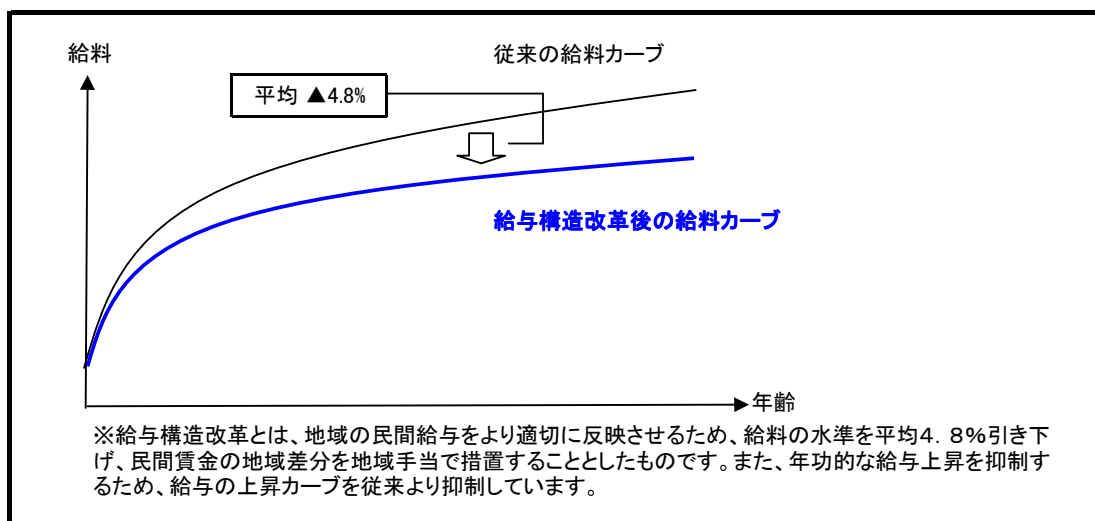 給料
従来の給料カーブ
平均 ▲4.8%
給与構造改革後の給料カーブ
年齢
※給与構造改革とは、地域の民間給与をより適切に反映させるため、給料の水準を平均4．8%引き下
げ、民間賃金の地域差分を地域手当で措置することとしたものです。また、年功的な給与上昇を抑制す
るため、給与の上昇カーブを従来より抑制しています。